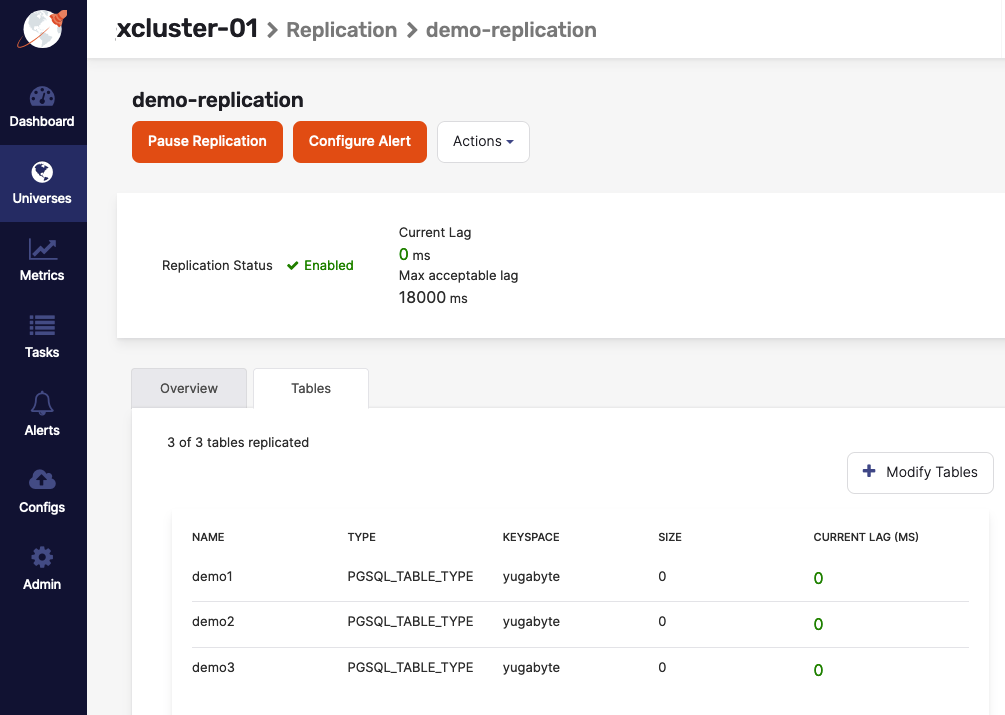 xcluster-01 > Replication > demo-replication
Dashboard
Universes
Metrics
Tasks
Alerts
Configs
Admin
demo-replication
Pause Replication Configure Alert Actions
Replication Status Enabled
Current Lag
0 ms
Max acceptable lag
18000 ms
Overview Tables
3 of 3 tables replicated
Modify Tables
NAME TYPE KEYSPACE SIZE CURRENT LAG (MS)
demo1 PGSQL_TABLE_TYPE yugabyte 0 0
demo2 PGSQL_TABLE_TYPE yugabyte 0 0
demo3 PGSQL_TABLE_TYPE yugabyte 0 0